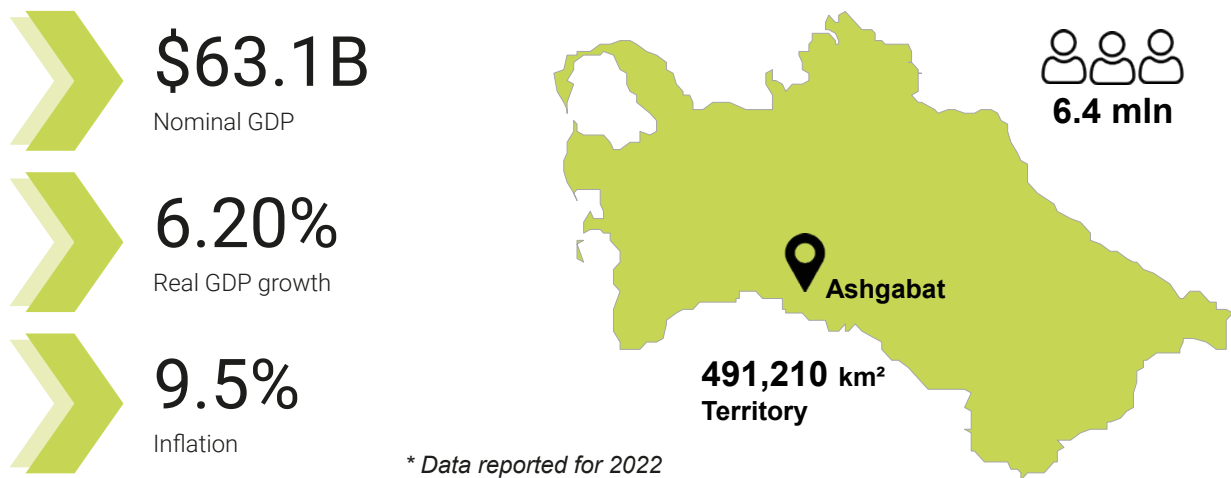 $63.1B
Nominal GDP
6.20%
Real GDP growth
9.5%
Inflation
6.4 mln
Ashgabat
491,210 km²
Territory
* Data reported for 2022